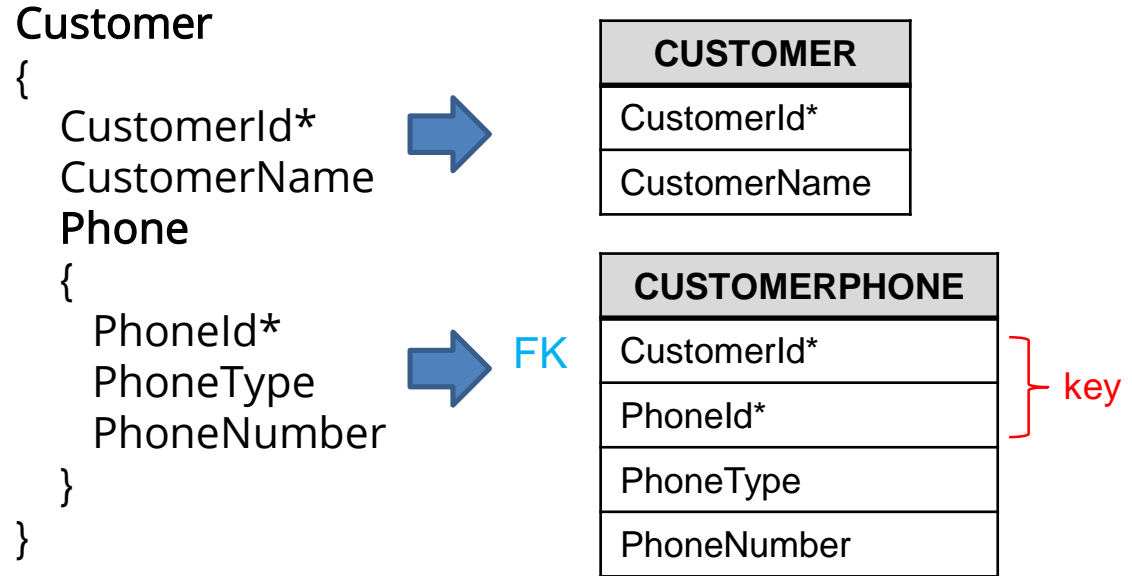 Customer
{
CustomerId*
CustomerName
Phone
{
PhoneId*
PhoneType
PhoneNumber
}
}
CUSTOMER
CustomerId*
CustomerName
CUSTOMERPHONE
FK
CustomerId*
PhoneId*
key
PhoneType
PhoneNumber